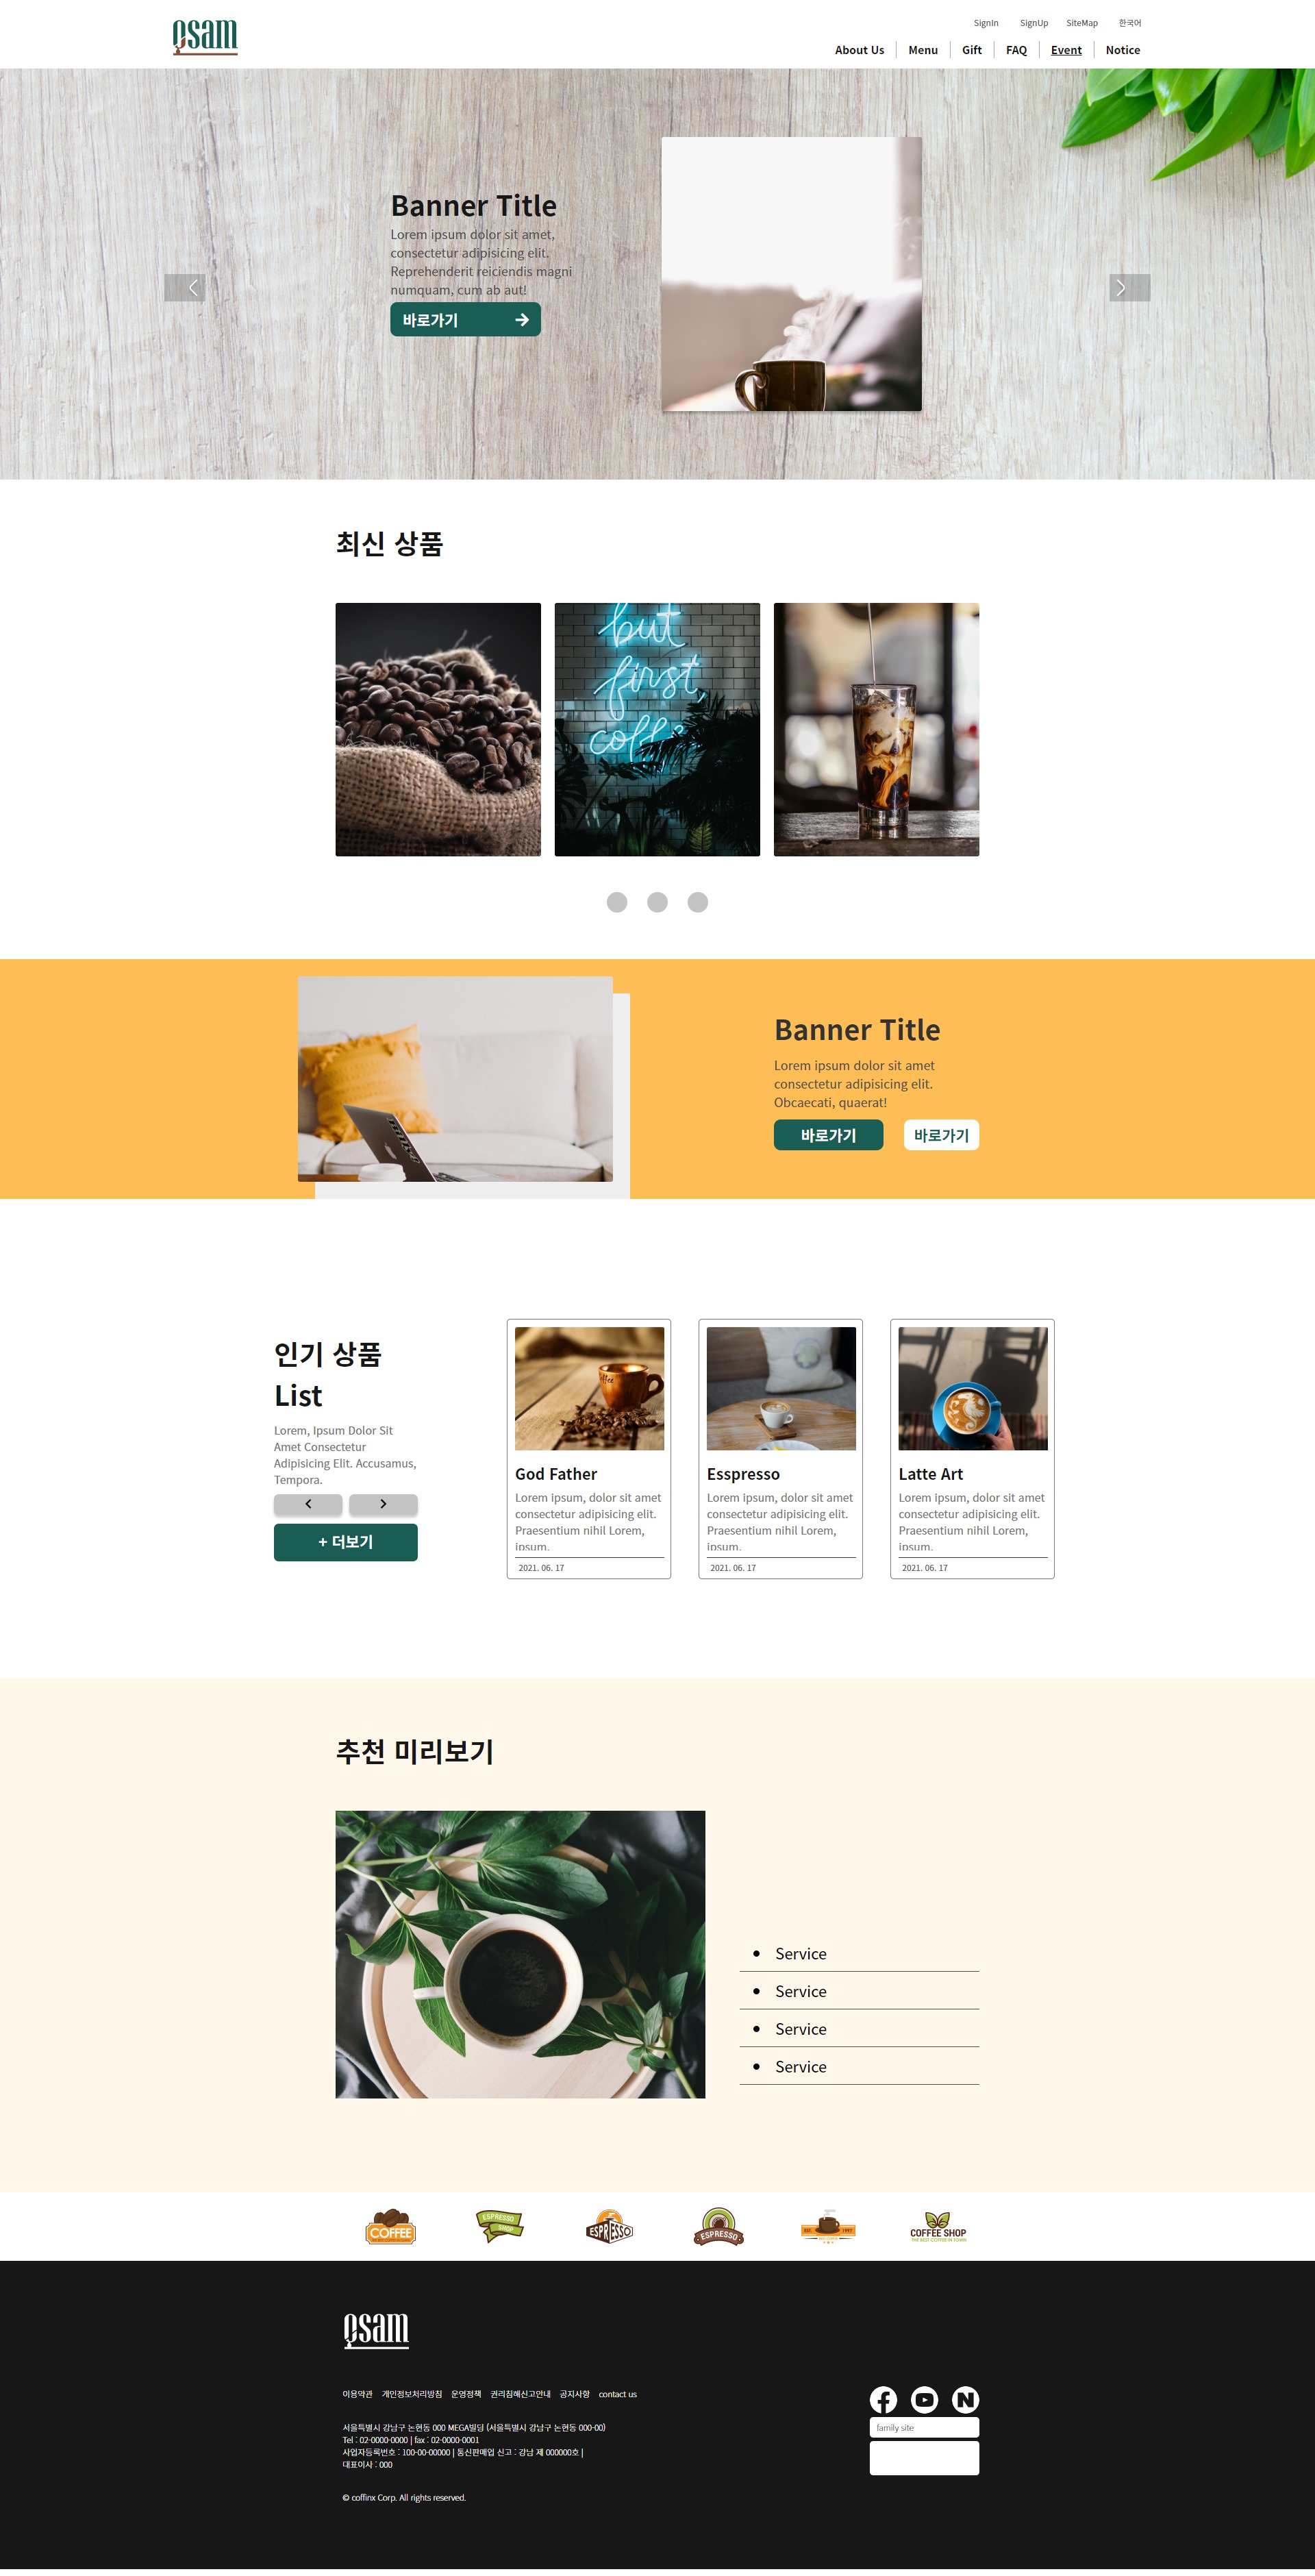 Qsam
SignIn SignUp SiteMap 한국어
About Us Menu Gift FAQ Event Notice
Banner Title
Lorem ipsum dolor sit amet,
consectetur adipisicing elit.
Reprehenderit reiciendis magni
numquam, cum ab aut!
바로가기
최신 상품
but
first
coff
Banner Title
Lorem ipsum dolor sit amet
consectetur adipisicing elit.
Obcaecati, quaerat!
바로가기 바로가기
인기 상품
List
Lorem, Ipsum Dolor Sit
Amet Consectetur
Adipisicing Elit. Accusamus,
Tempora.
+ 더보기
God Father
Lorem ipsum, dolor sit amet
consectetur adipisicing elit.
Praesentium nihil Lorem,
ipsum.
2021. 06. 17
Esspresso
Lorem ipsum, dolor sit amet
consectetur adipisicing elit.
Praesentium nihil Lorem,
ipsum.
2021. 06. 17
Latte Art
Lorem ipsum, dolor sit amet
consectetur adipisicing elit.
Praesentium nihil Lorem,
ipsum.
2021. 06. 17
추천 미리보기
Service
Service
Service
Service
COFFEE
ESPRESSO
SHOP
ESPRESSO
ESPRESSO
EST. 1997
COFFEE SHOP
THE BEST COFFEE IN TOWN
Qsam
이용약관 개인정보처리방침 운영정책 권리침해신고안내 공지사항 contact us
서울특별시 강남구 논현동 000 MEGA빌딩 (서울특별시 강남구 논현동 000-00)
Tel : 02-0000-0000 | fax : 02-0000-0001
사업자등록번호 : 100-00-00000 | 통신판매업 신고 : 강남 제 000000호 |
대표이사 : 000
© coffinx Corp. All rights reserved.
family site